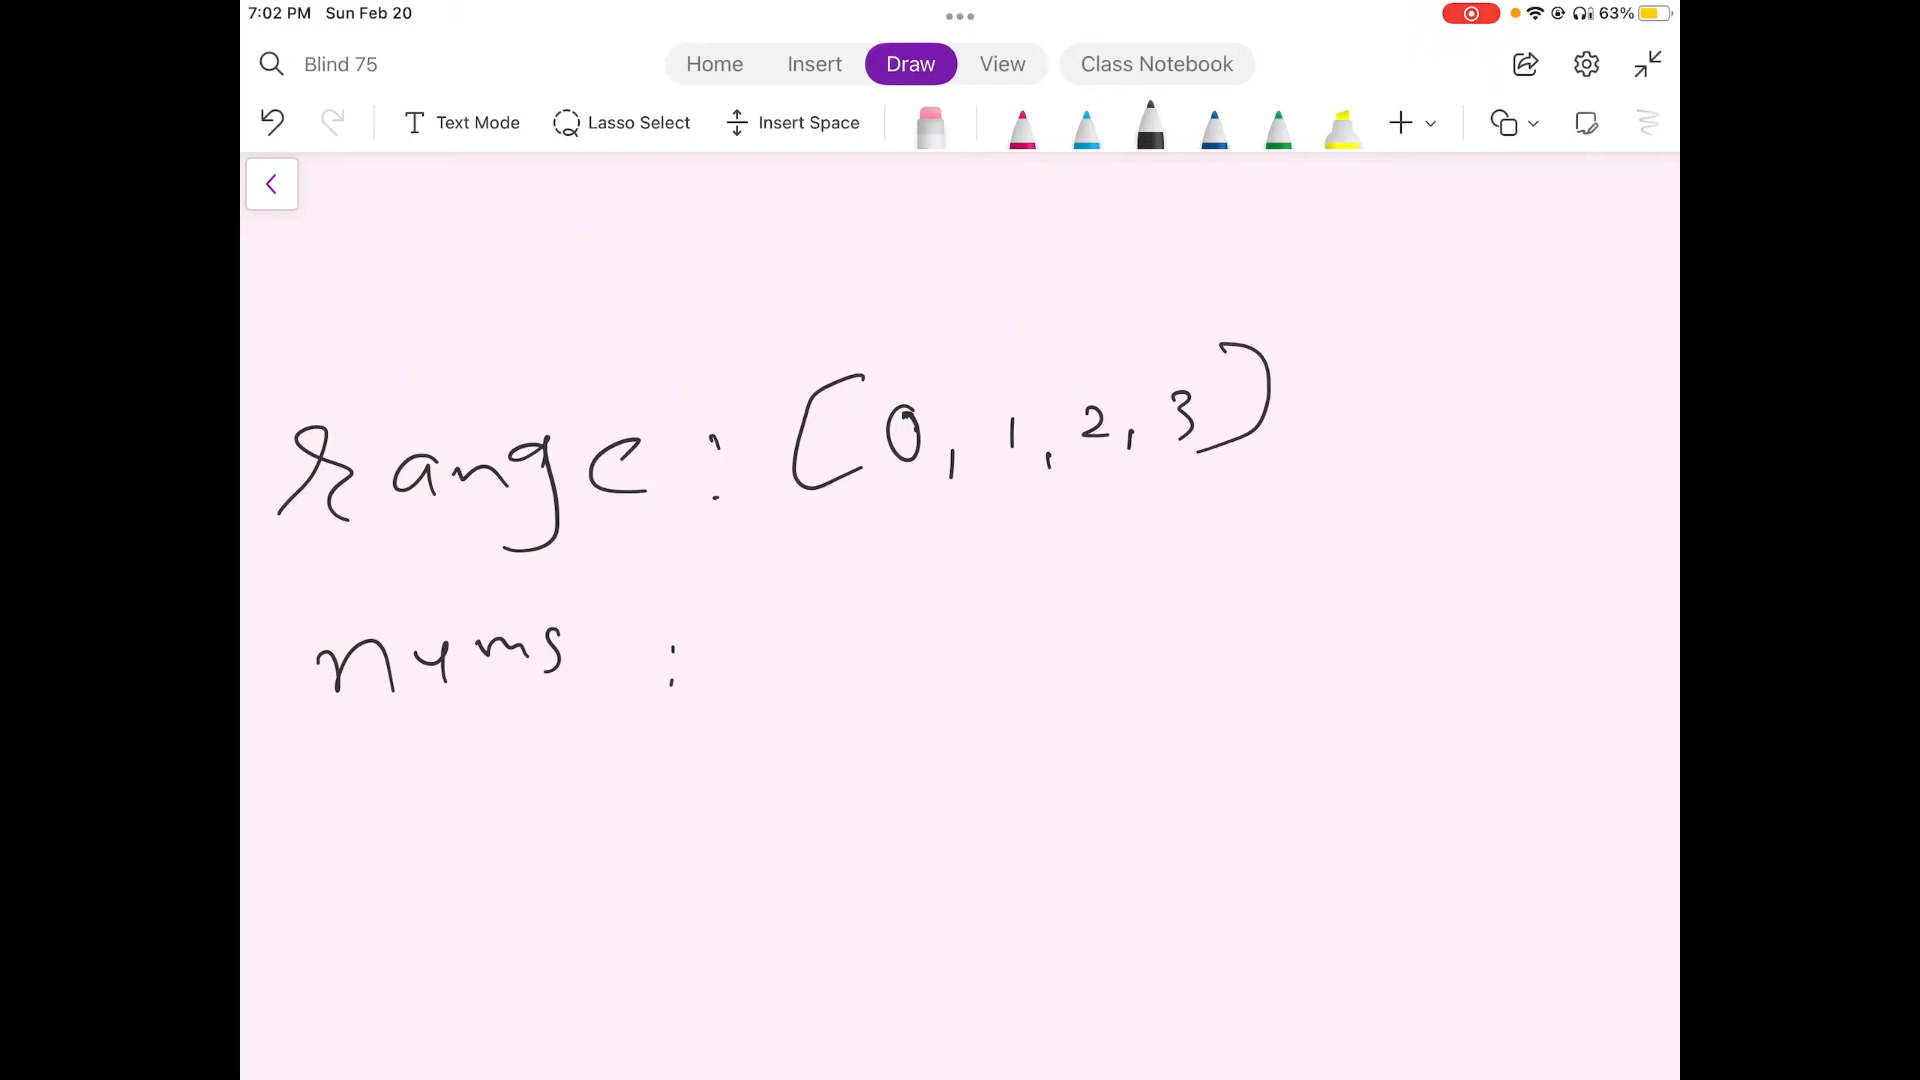 7:02 PM Sun Feb 20
63%
Blind 75
Home Insert Draw View Class Notebook
Text Mode Lasso Select Insert Space
range : [0, 1, 2, 3]
nums :